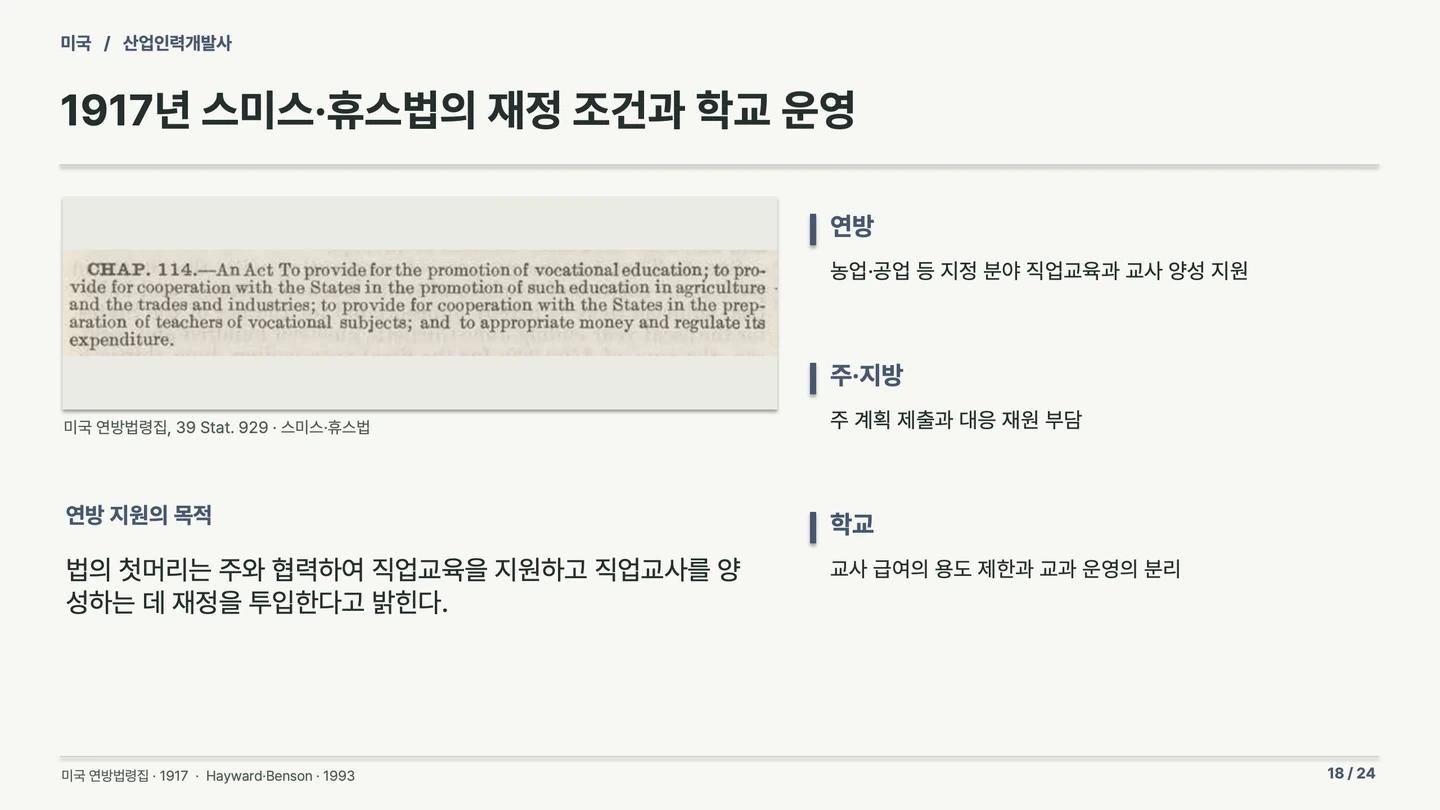 미국 / 산업인력개발사
1917년 스미스·휴스법의 재정 조건과 학교 운영
CHAP. 114.—An Act To provide for the promotion of vocational education; to pro-
vide for cooperation with the States in the promotion of such education in agriculture
and the trades and industries; to provide for cooperation with the States in the prep-
aration of teachers of vocational subjects; and to appropriate money and regulate its
expenditure.
미국 연방법령집, 39 Stat. 929 · 스미스·휴스법
연방 지원의 목적
법의 첫머리는 주와 협력하여 직업교육을 지원하고 직업교사를 양
성하는 데 재정을 투입한다고 밝힌다.
연방
농업·공업 등 지정 분야 직업교육과 교사 양성 지원
주·지방
주 계획 제출과 대응 재원 부담
학교
교사 급여의 용도 제한과 교과 운영의 분리
미국 연방법령집 · 1917 · Hayward·Benson · 1993
18 / 24